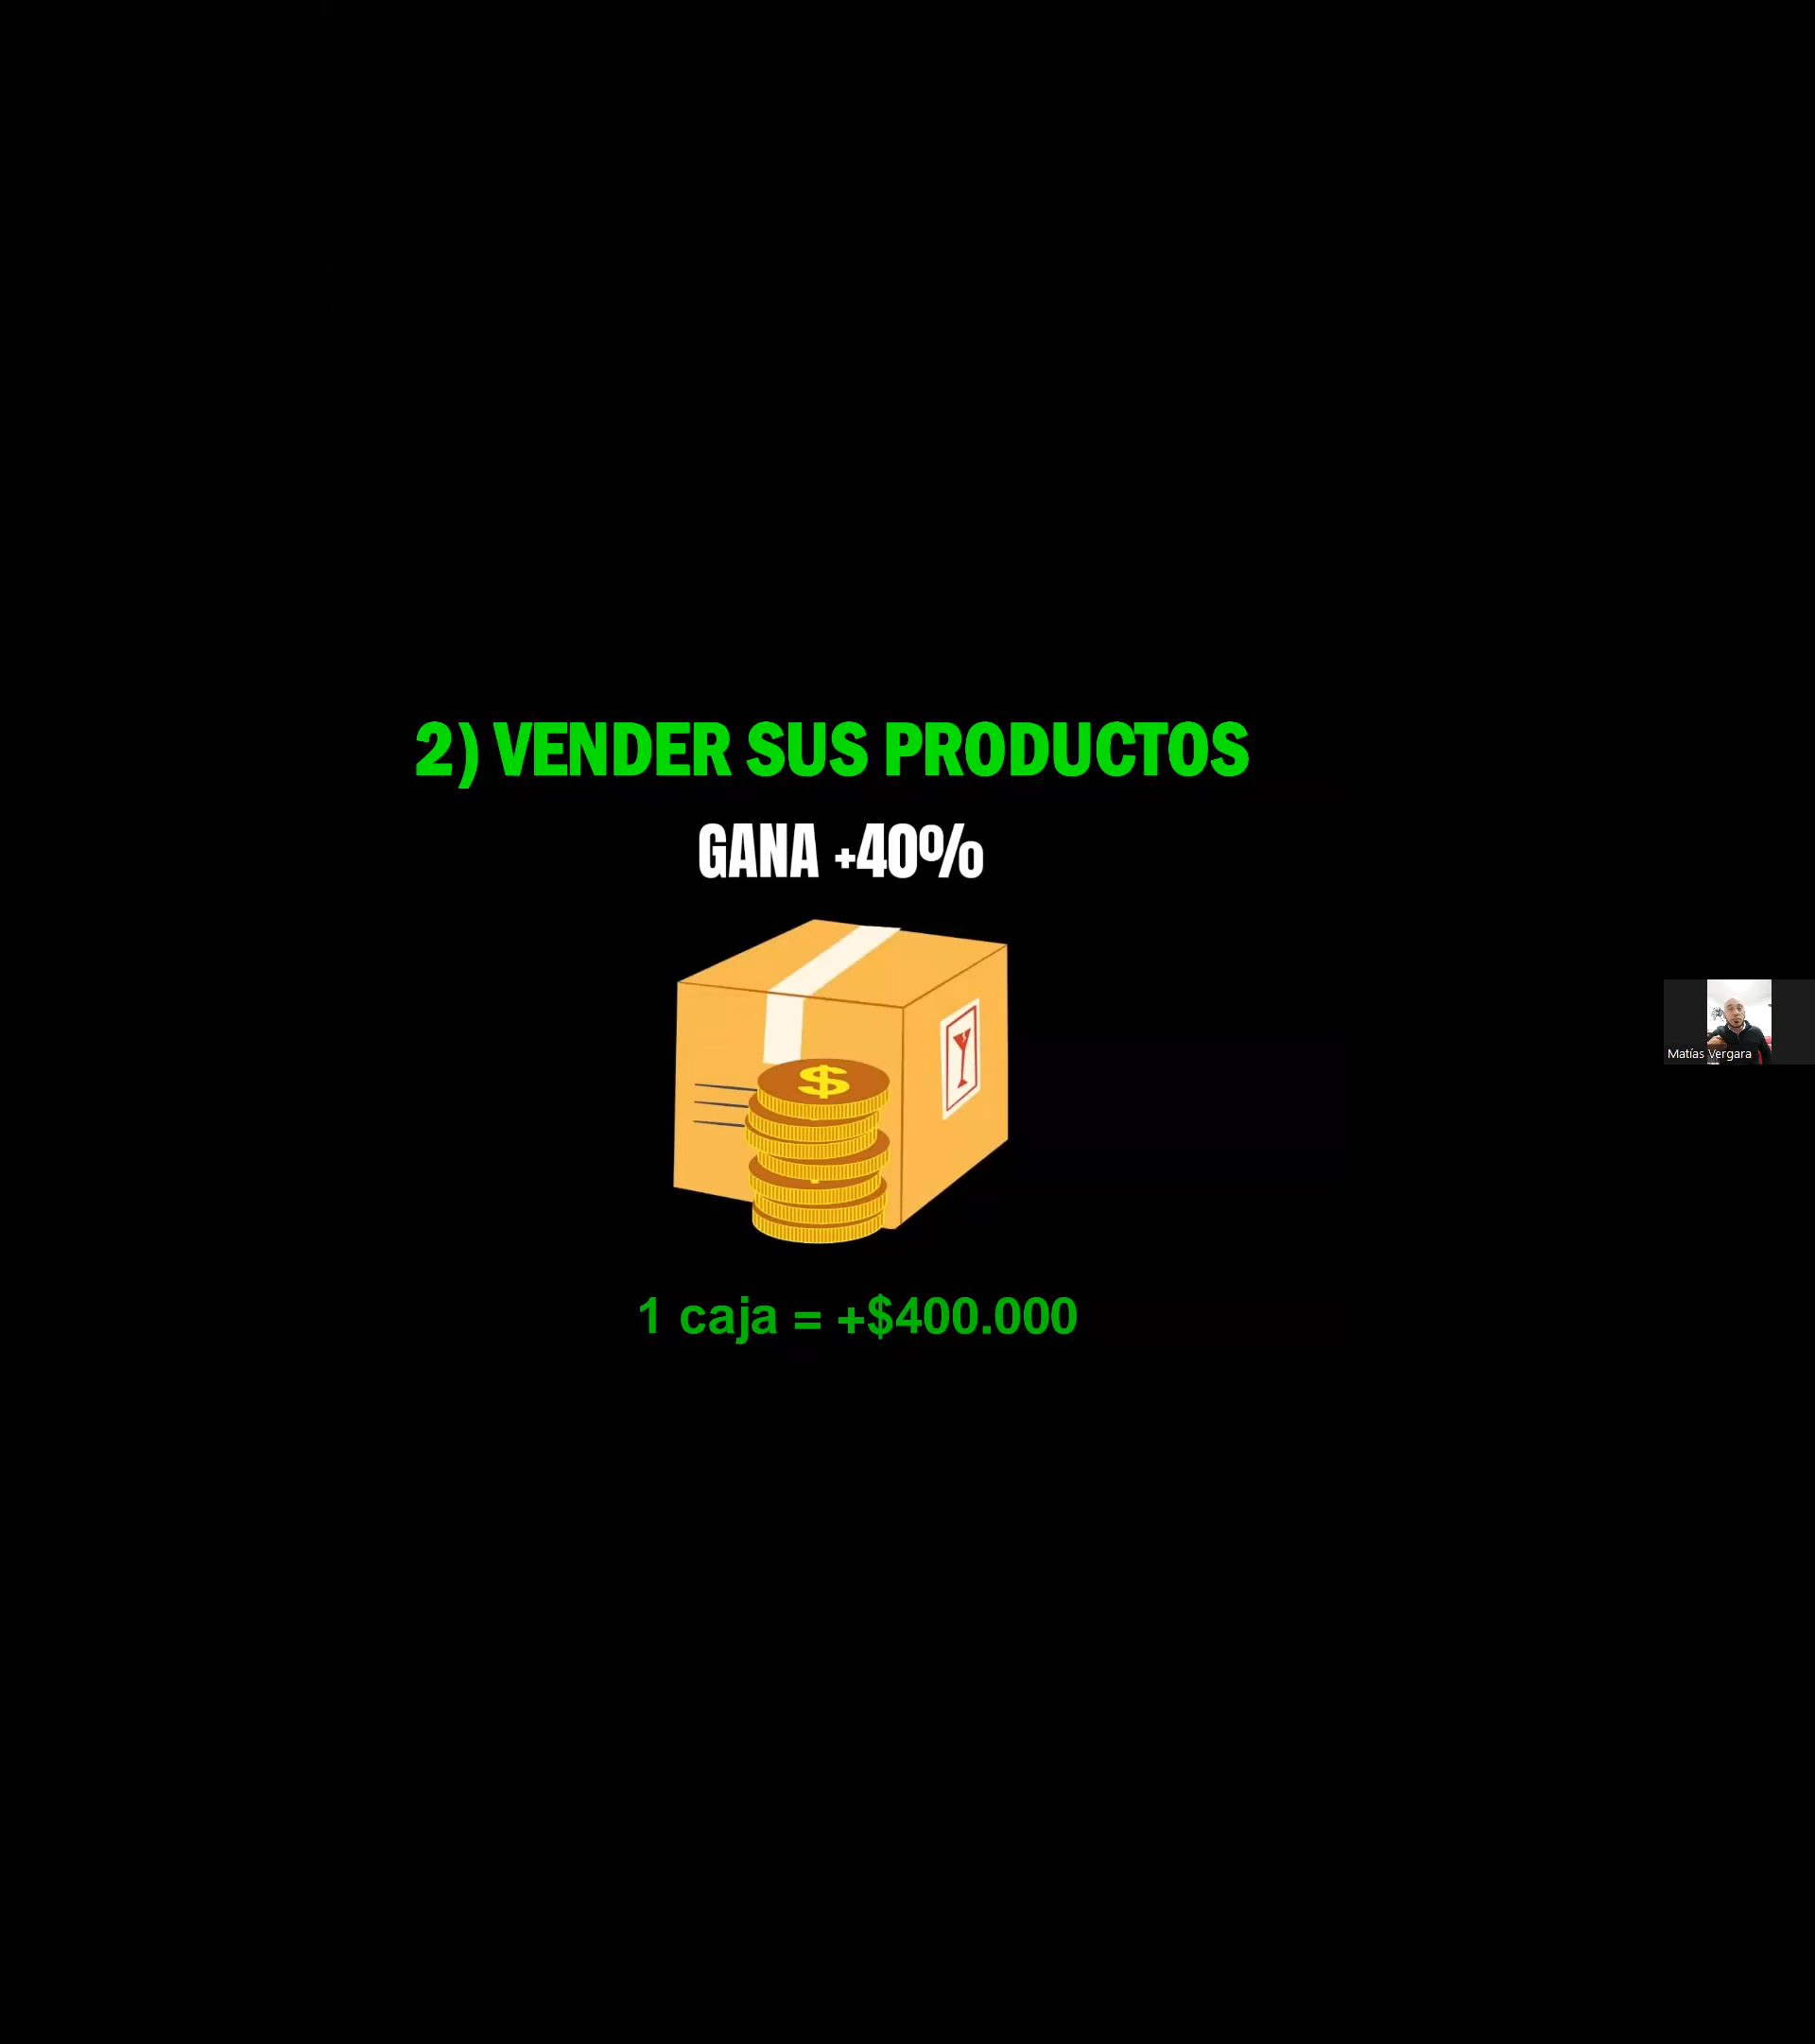 2) VENDER SUS PRODUCTOS
GANA +40%
$
1 caja = +$400.000
Matías Vergara